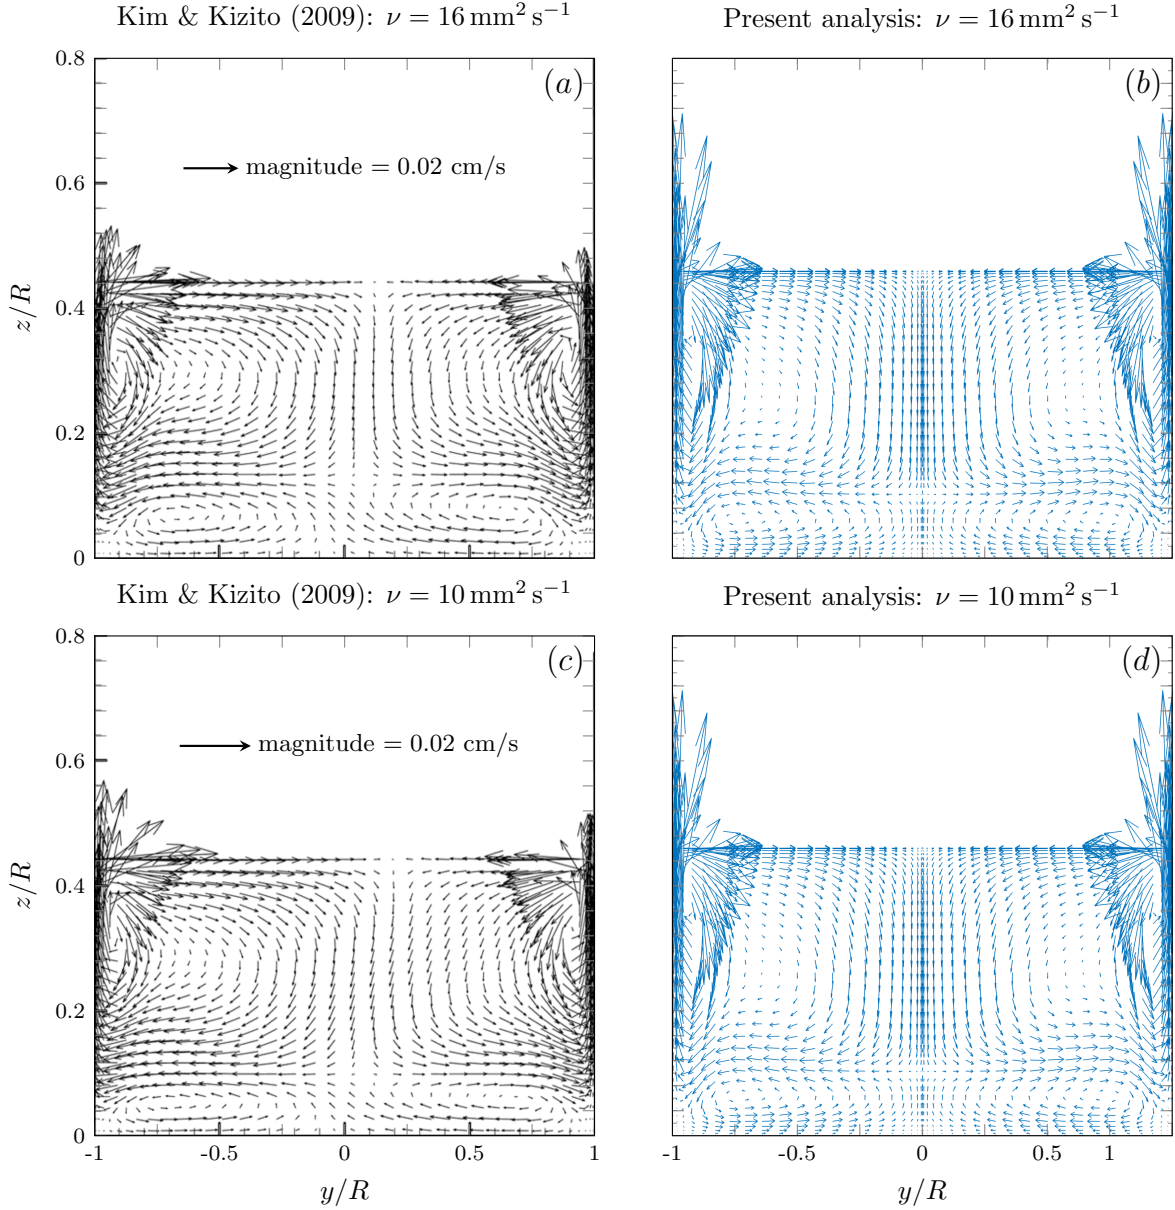 Kim & Kizito (2009): ν = 16 mm² s⁻¹
Present analysis: ν = 16 mm² s⁻¹
0.8
(a)
(b)
magnitude = 0.02 cm/s
0.6
z/R
0.4
0.2
0
Kim & Kizito (2009): ν = 10 mm² s⁻¹
Present analysis: ν = 10 mm² s⁻¹
0.8
(c)
(d)
magnitude = 0.02 cm/s
0.6
z/R
0.4
0.2
0
-1 -0.5 0 0.5 1
-1 -0.5 0 0.5 1
y/R
y/R